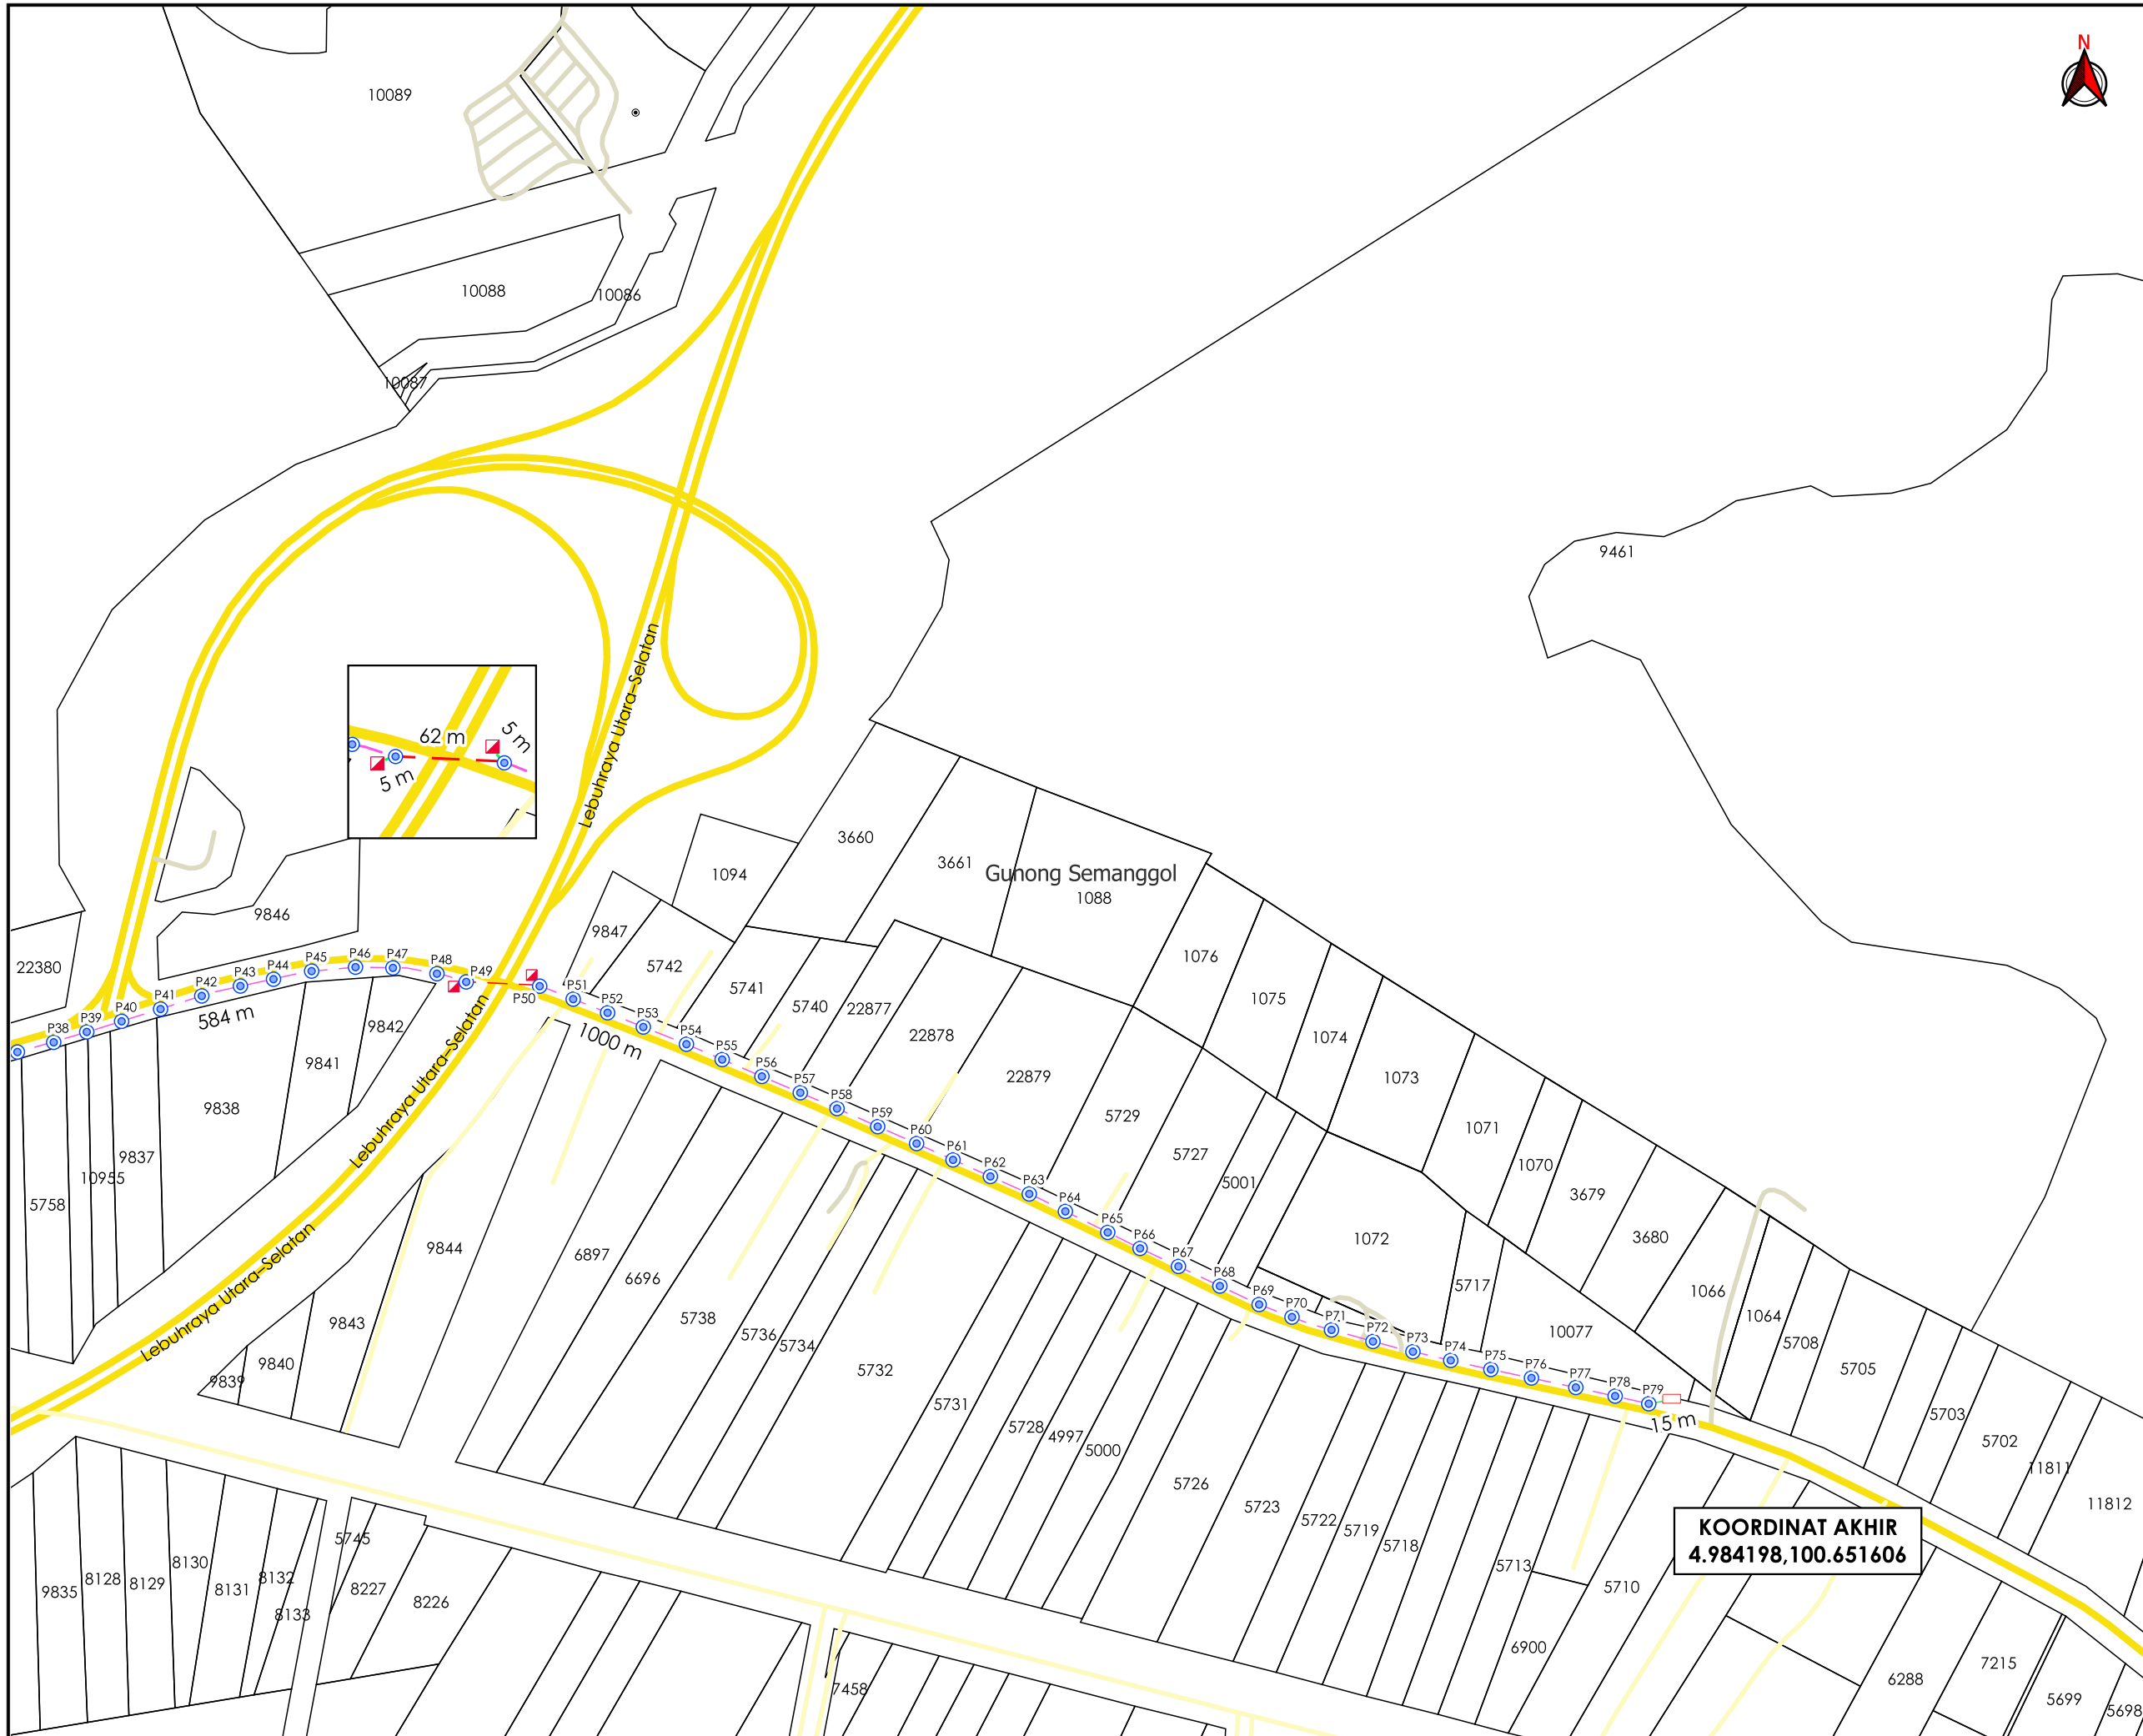 N
10089
10088
10086
10087
9461
Lebuhraya Utara-Selatan
62 m
5 m
5 m
3660
3661
1094
Gunong Semanggol
1088
9846
9847
22380
5742
1076
5741
5740
22877
22878
22879
1075
1074
1073
1071
1070
3679
3680
1066
1064
5708
5705
5703
5702
11811
11812
P38
P39
P40
P41
P42
P43
P44
P45
P46
P47
P48
P49
P50
P51
P52
P53
P54
P55
P56
P57
P58
P59
P60
P61
P62
P63
P64
P65
P66
P67
P68
P69
P70
P71
P72
P73
P74
P75
P76
P77
P78
P79
584 m
1000 m
15 m
Lebuhraya Utara-Selatan
Lebuhraya Utara-Selatan
9842
9841
9838
9837
10955
5758
5729
5727
5001
1072
5717
10077
9844
9843
9840
9839
6897
6696
5738
5736
5734
5732
5731
5728
4997
5000
5726
5723
5722
5719
5718
5713
5710
6900
KOORDINAT AKHIR
4.984198,100.651606
9835
8128
8129
8130
8131
8132
8133
5745
8227
8226
7458
6288
7215
5699
5698